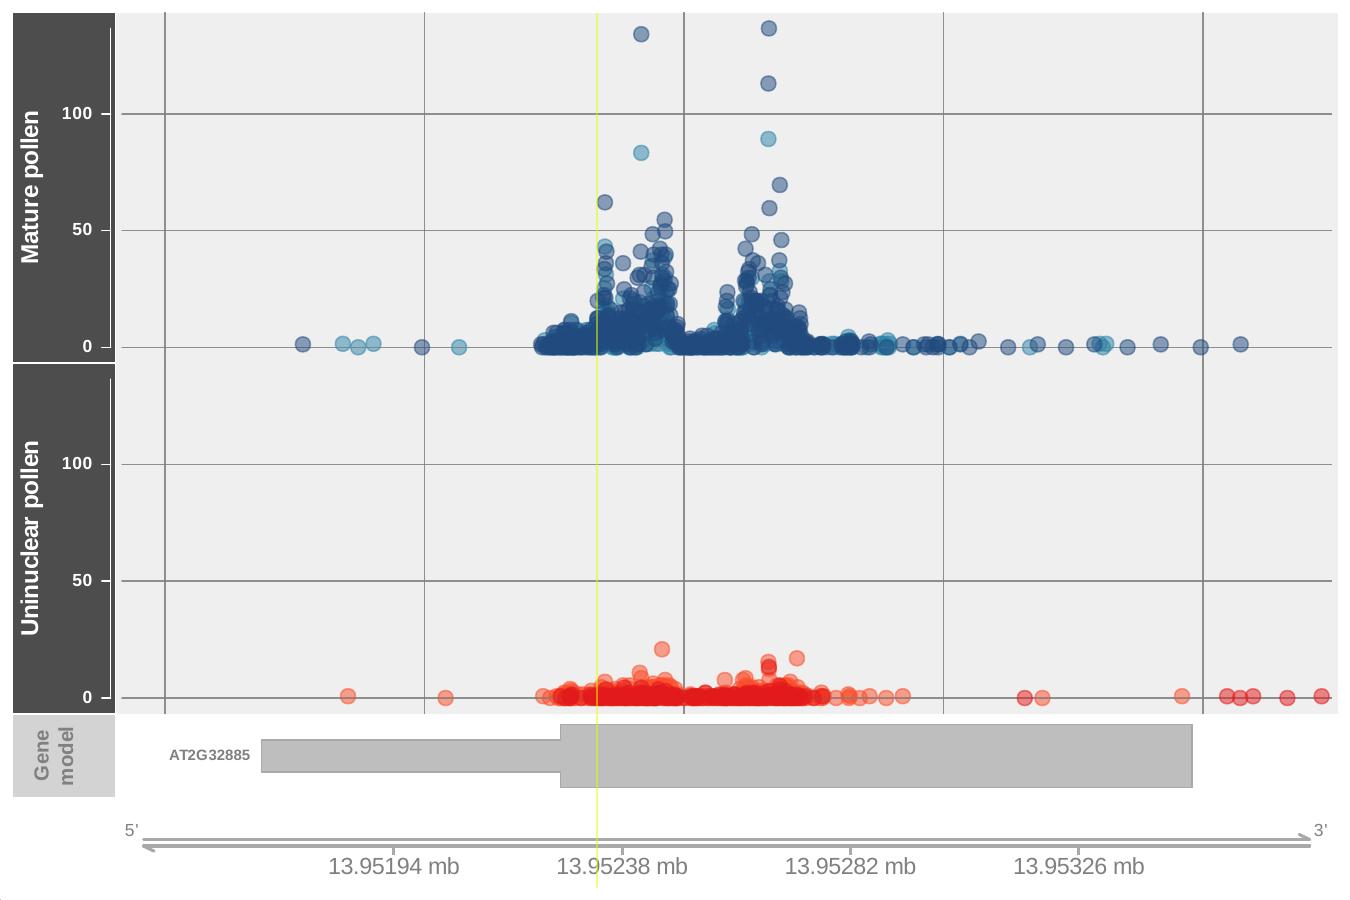 Mature pollen
100
50
0
Uninuclear pollen
100
50
0
Gene
model
AT2G32885
5'
3'
13.95194 mb
13.95238 mb
13.95282 mb
13.95326 mb